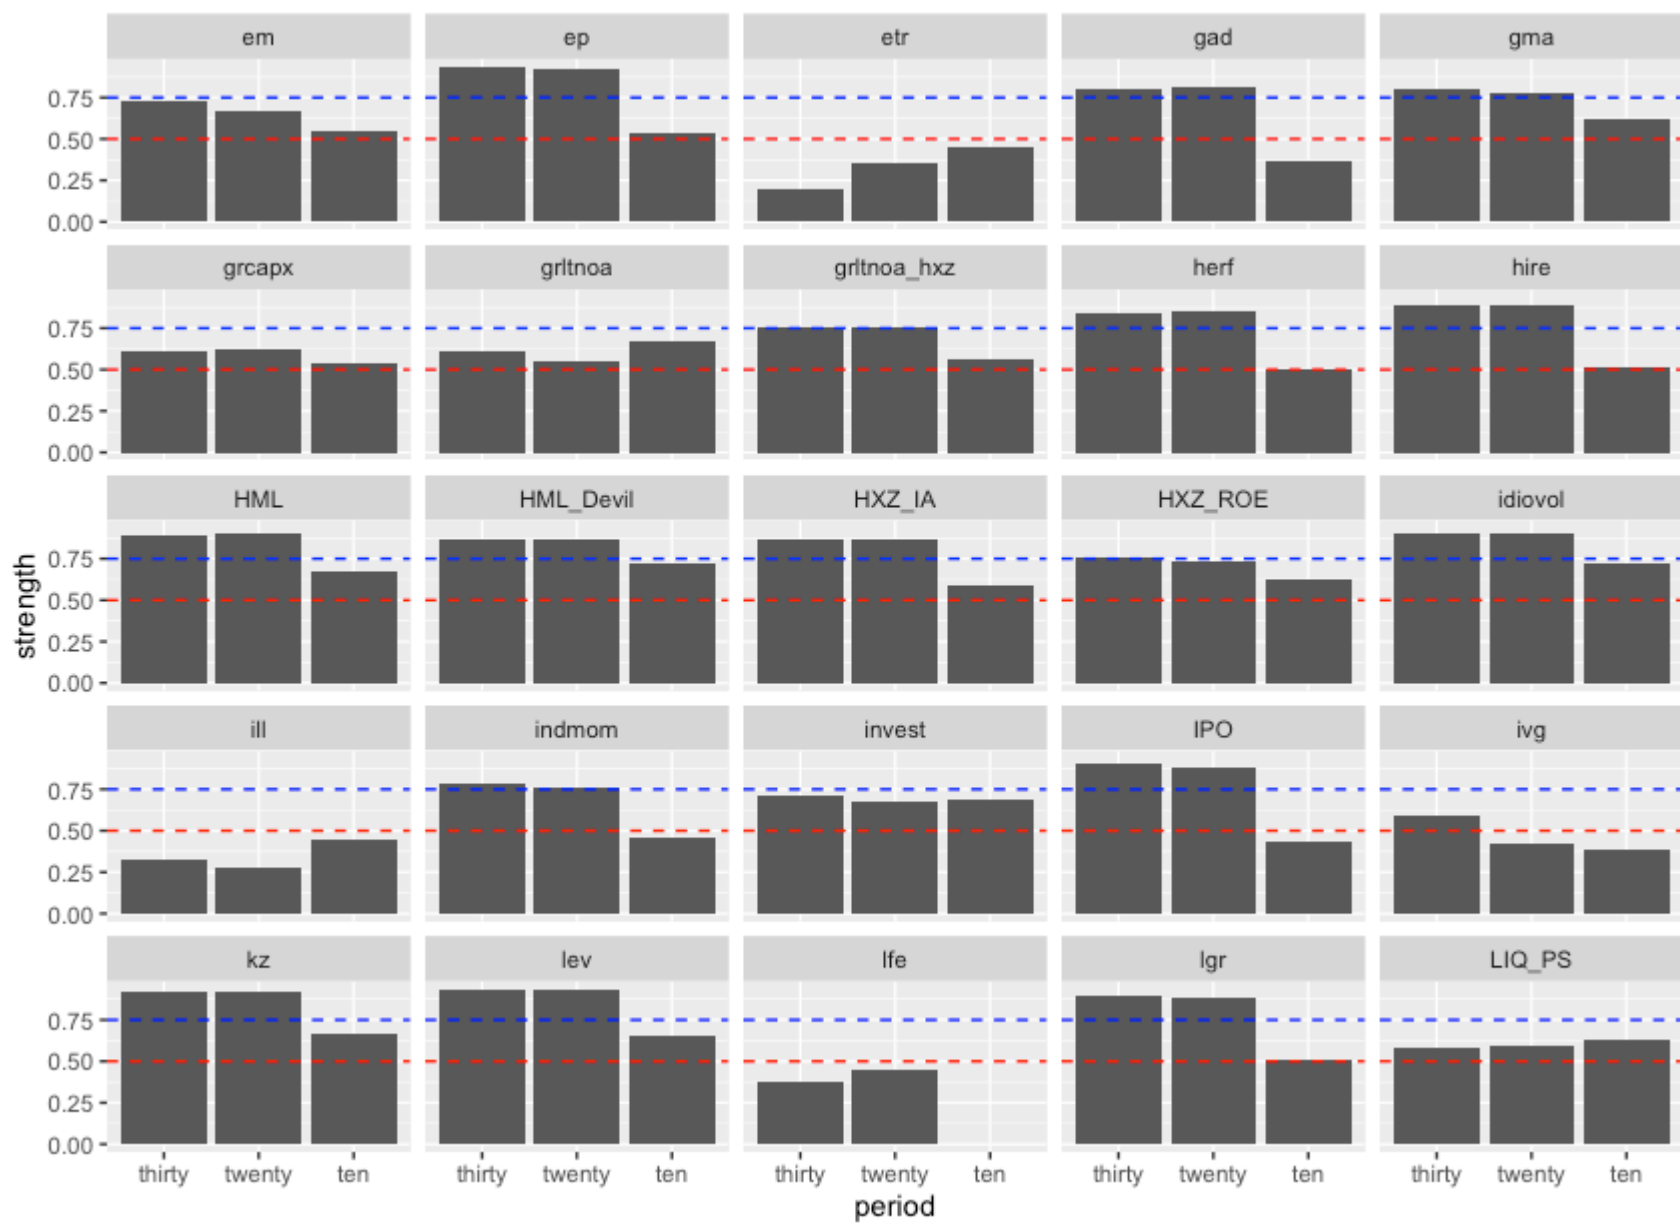 em ep etr gad gma
0.75
0.50
0.25
0.00
grcapx grltnoa grltnoa_hxz herf hire
0.75
0.50
0.25
0.00
HML HML_Devil HXZ_IA HXZ_ROE idiovol
0.75
0.50
0.25
0.00
ill indmom invest IPO ivg
0.75
0.50
0.25
0.00
kz lev lfe lgr LIQ_PS
0.75
0.50
0.25
0.00
thirty twenty ten thirty twenty ten thirty twenty ten thirty twenty ten thirty twenty ten
period
strength